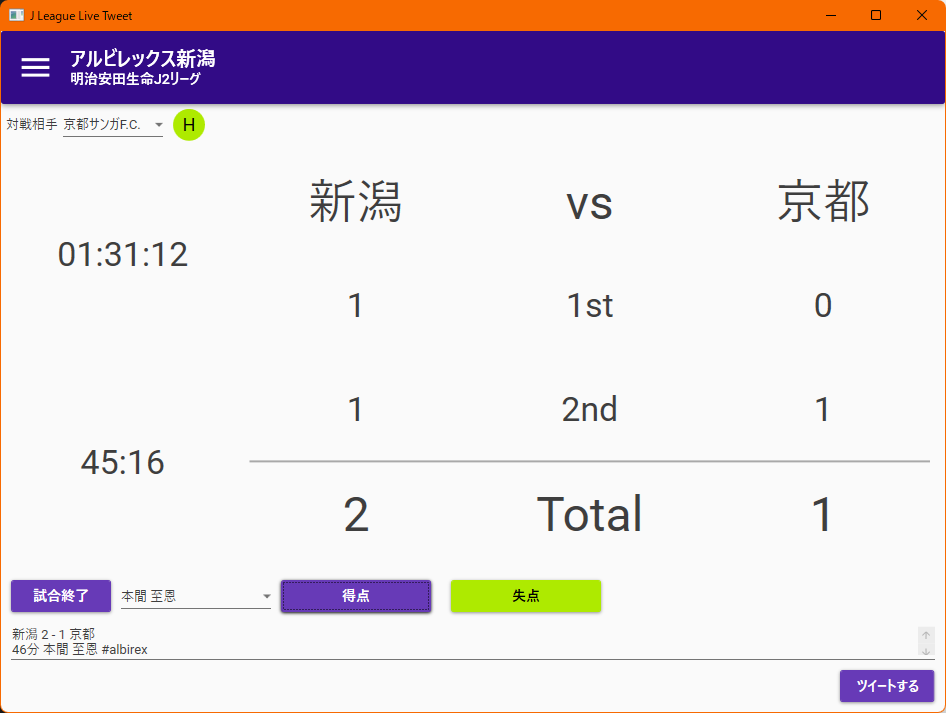 J League Live Tweet
アルビレックス新潟
明治安田生命J2リーグ
対戦相手 京都サンガF.C. H
新潟 vs 京都
01:31:12
1 1st 0
1 2nd 1
45:16
2 Total 1
試合終了 本間 至恩 得点 失点
新潟 2 - 1 京都
46分 本間 至恩 #albirex
ツイートする